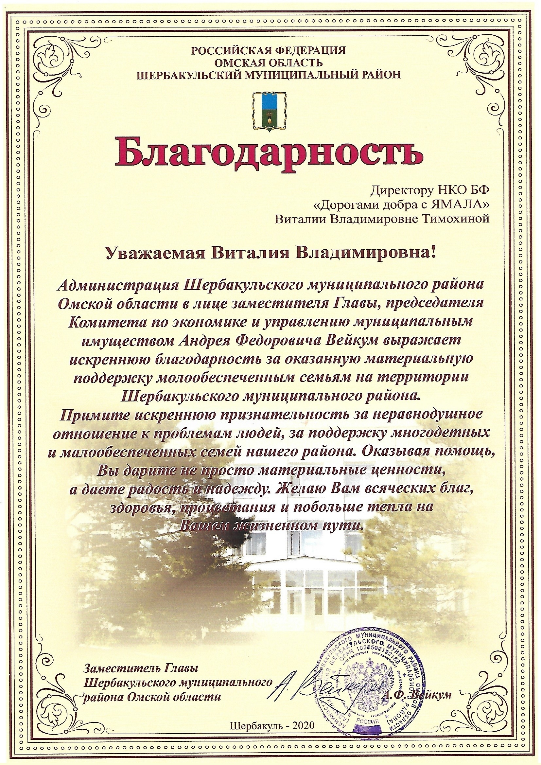 РОССИЙСКАЯ ФЕДЕРАЦИЯ
ОМСКАЯ ОБЛАСТЬ
ШЕРБАКУЛЬСКИЙ МУНИЦИПАЛЬНЫЙ РАЙОН
Благодарность
Директору НКО БФ
«Дорогами добра с ЯМАЛА»
Виталии Владимировне Тимохиной
Уважаемая Виталия Владимировна!
Администрация Шербакульского муниципального района
Омской области в лице заместителя Главы, председателя
Комитета по экономике и управлению муниципальным
имуществом Андрея Федоровича Вейкум выражает
искреннюю благодарность за оказанную материальную
поддержку молообеспеченным семьям на территории
Шербакульского муниципального района.
Примите искреннюю признательность за неравнодушное
отношение к проблемам людей, за поддержку многодетных
и малообеспеченных семей нашего района. Оказывая помощь,
Вы дарите не просто материальные ценности,
а даете радость и надежду. Желаю Вам всяческих благ,
здоровья, процветания и побольше тепла на
Вашем жизненном пути.
Заместитель Главы
Шербакульского муниципального
района Омской области
А.Ф. Вейкум
Шербакуль - 2020